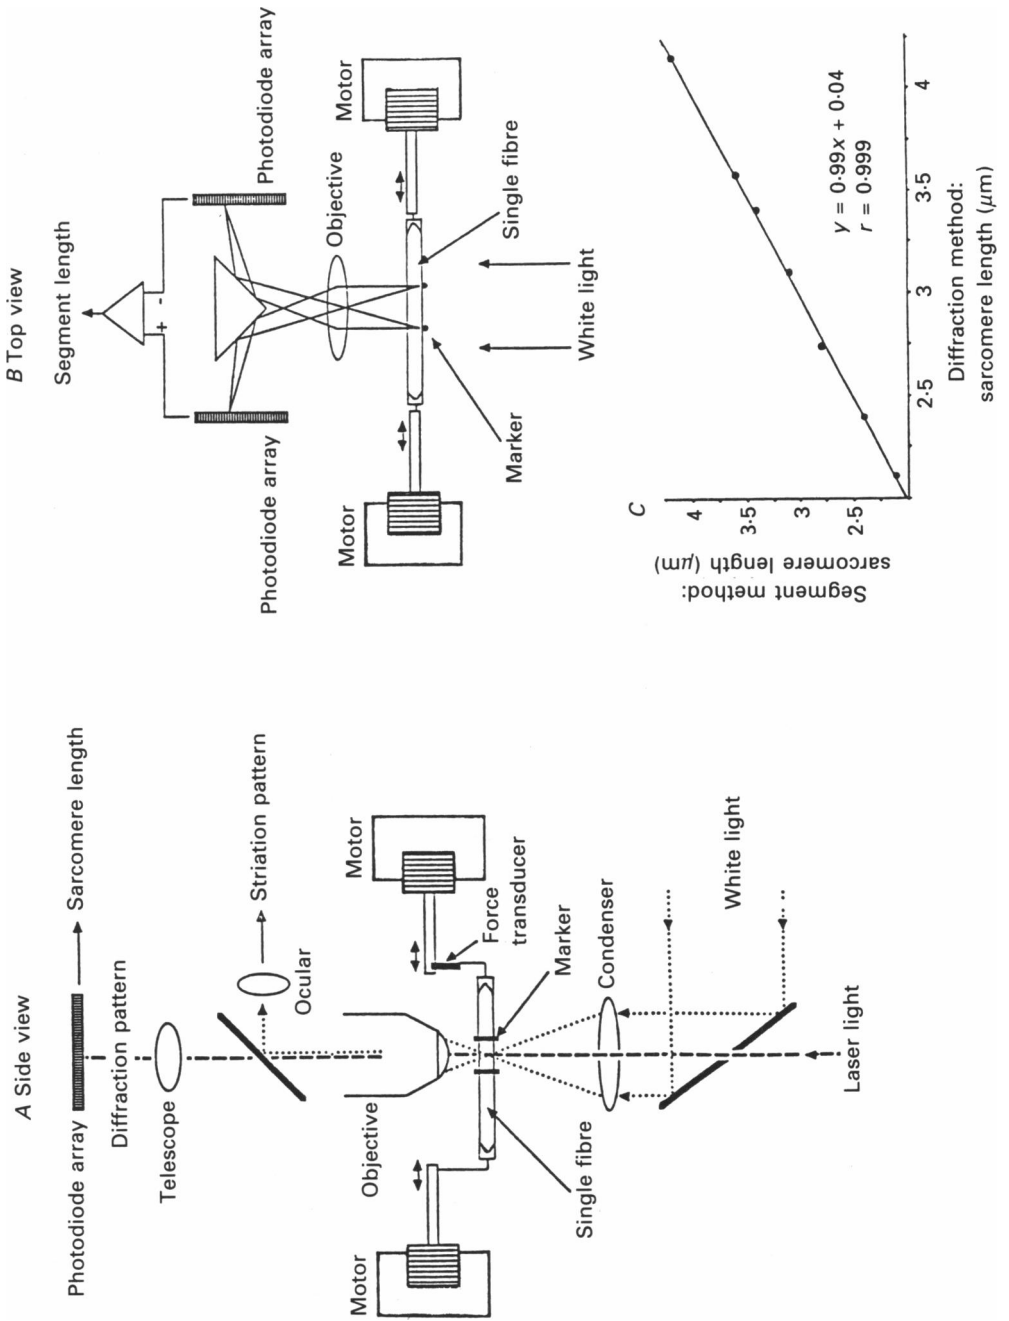 A Side view
Photodiode array
Sarcomere length
Diffraction pattern
Telescope
Striation pattern
Ocular
Objective
Motor
Motor
Force
transducer
Marker
Single fibre
Condenser
White light
Laser light
B Top view
Segment length
+
-
Photodiode array
Photodiode array
Objective
Motor
Motor
Single fibre
Marker
White light
C
Segment method:
sarcomere length (μm)
4
3·5
3
2·5
y = 0·99x + 0·04
r = 0·999
2·5
3
3·5
4
Diffraction method:
sarcomere length (μm)